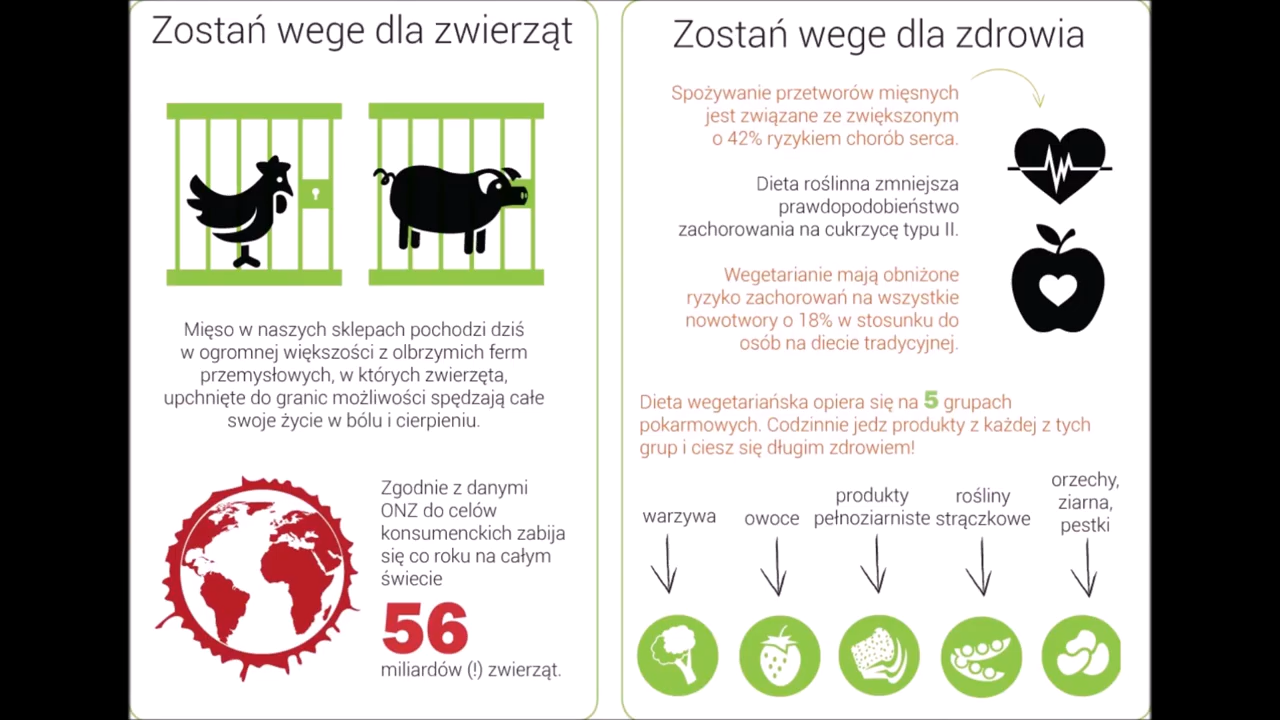 Zostań wege dla zwierząt
Mięso w naszych sklepach pochodzi dziś
w ogromnej większości z olbrzymich ferm
przemysłowych, w których zwierzęta,
upchnięte do granic możliwości spędzają całe
swoje życie w bólu i cierpieniu.
Zgodnie z danymi
ONZ do celów
konsumenckich zabija
się co roku na całym
świecie
56
miliardów (!) zwierząt.
Zostań wege dla zdrowia
Spożywanie przetworów mięsnych
jest związane ze zwiększonym
o 42% ryzykiem chorób serca.
Dieta roślinna zmniejsza
prawdopodobieństwo
zachorowania na cukrzycę typu II.
Wegetarianie mają obniżone
ryzyko zachorowań na wszystkie
nowotwory o 18% w stosunku do
osób na diecie tradycyjnej.
Dieta wegetariańska opiera się na 5 grupach
pokarmowych. Codzinnie jedz produkty z każdej z tych
grup i ciesz się długim zdrowiem!
warzywa
owoce
produkty
pełnoziarniste
rośliny
strączkowe
orzechy,
ziarna,
pestki